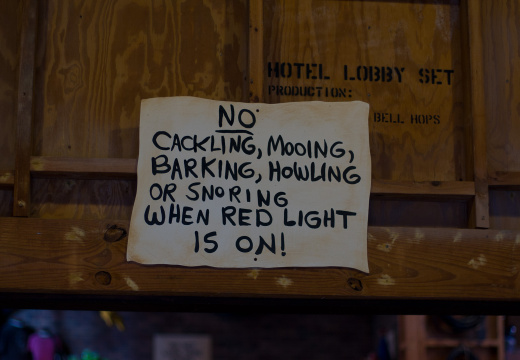 HOTEL LOBBY SET
PRODUCTION:
BELL HOPS
NO
CACKLING, MOOING,
BARKING, HOWLING
OR SNORING
WHEN RED LIGHT
IS ON!